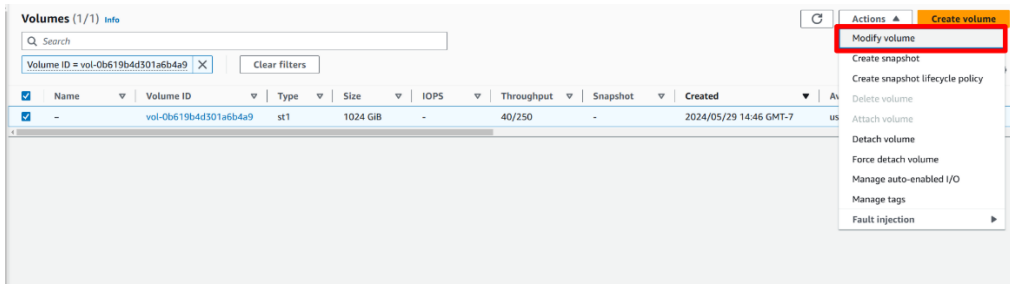 Volumes (1/1) Info
Actions
Create volume
Search
Volume ID = vol-0b619b4d301a6b4a9
Clear filters
Name Volume ID Type Size IOPS Throughput Snapshot Created
– vol-0b619b4d301a6b4a9 st1 1024 GiB - 40/250 - 2024/05/29 14:46 GMT-7
Modify volume
Create snapshot
Create snapshot lifecycle policy
Delete volume
Attach volume
Detach volume
Force detach volume
Manage auto-enabled I/O
Manage tags
Fault injection